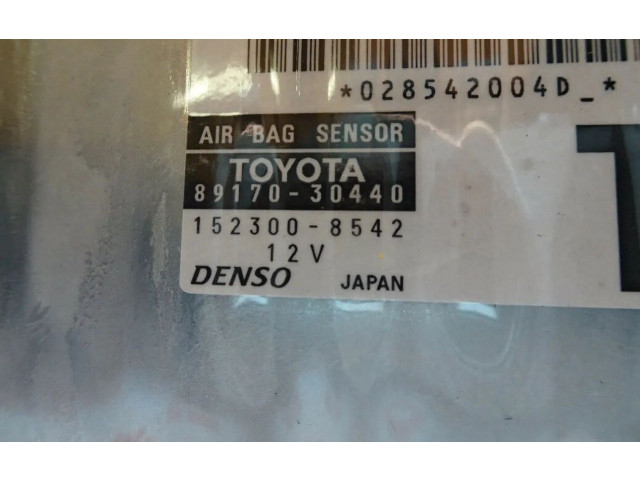 *028542004D_*
AIR BAG SENSOR
TOYOTA
89170-30440
152300-8542
12V
DENSO JAPAN